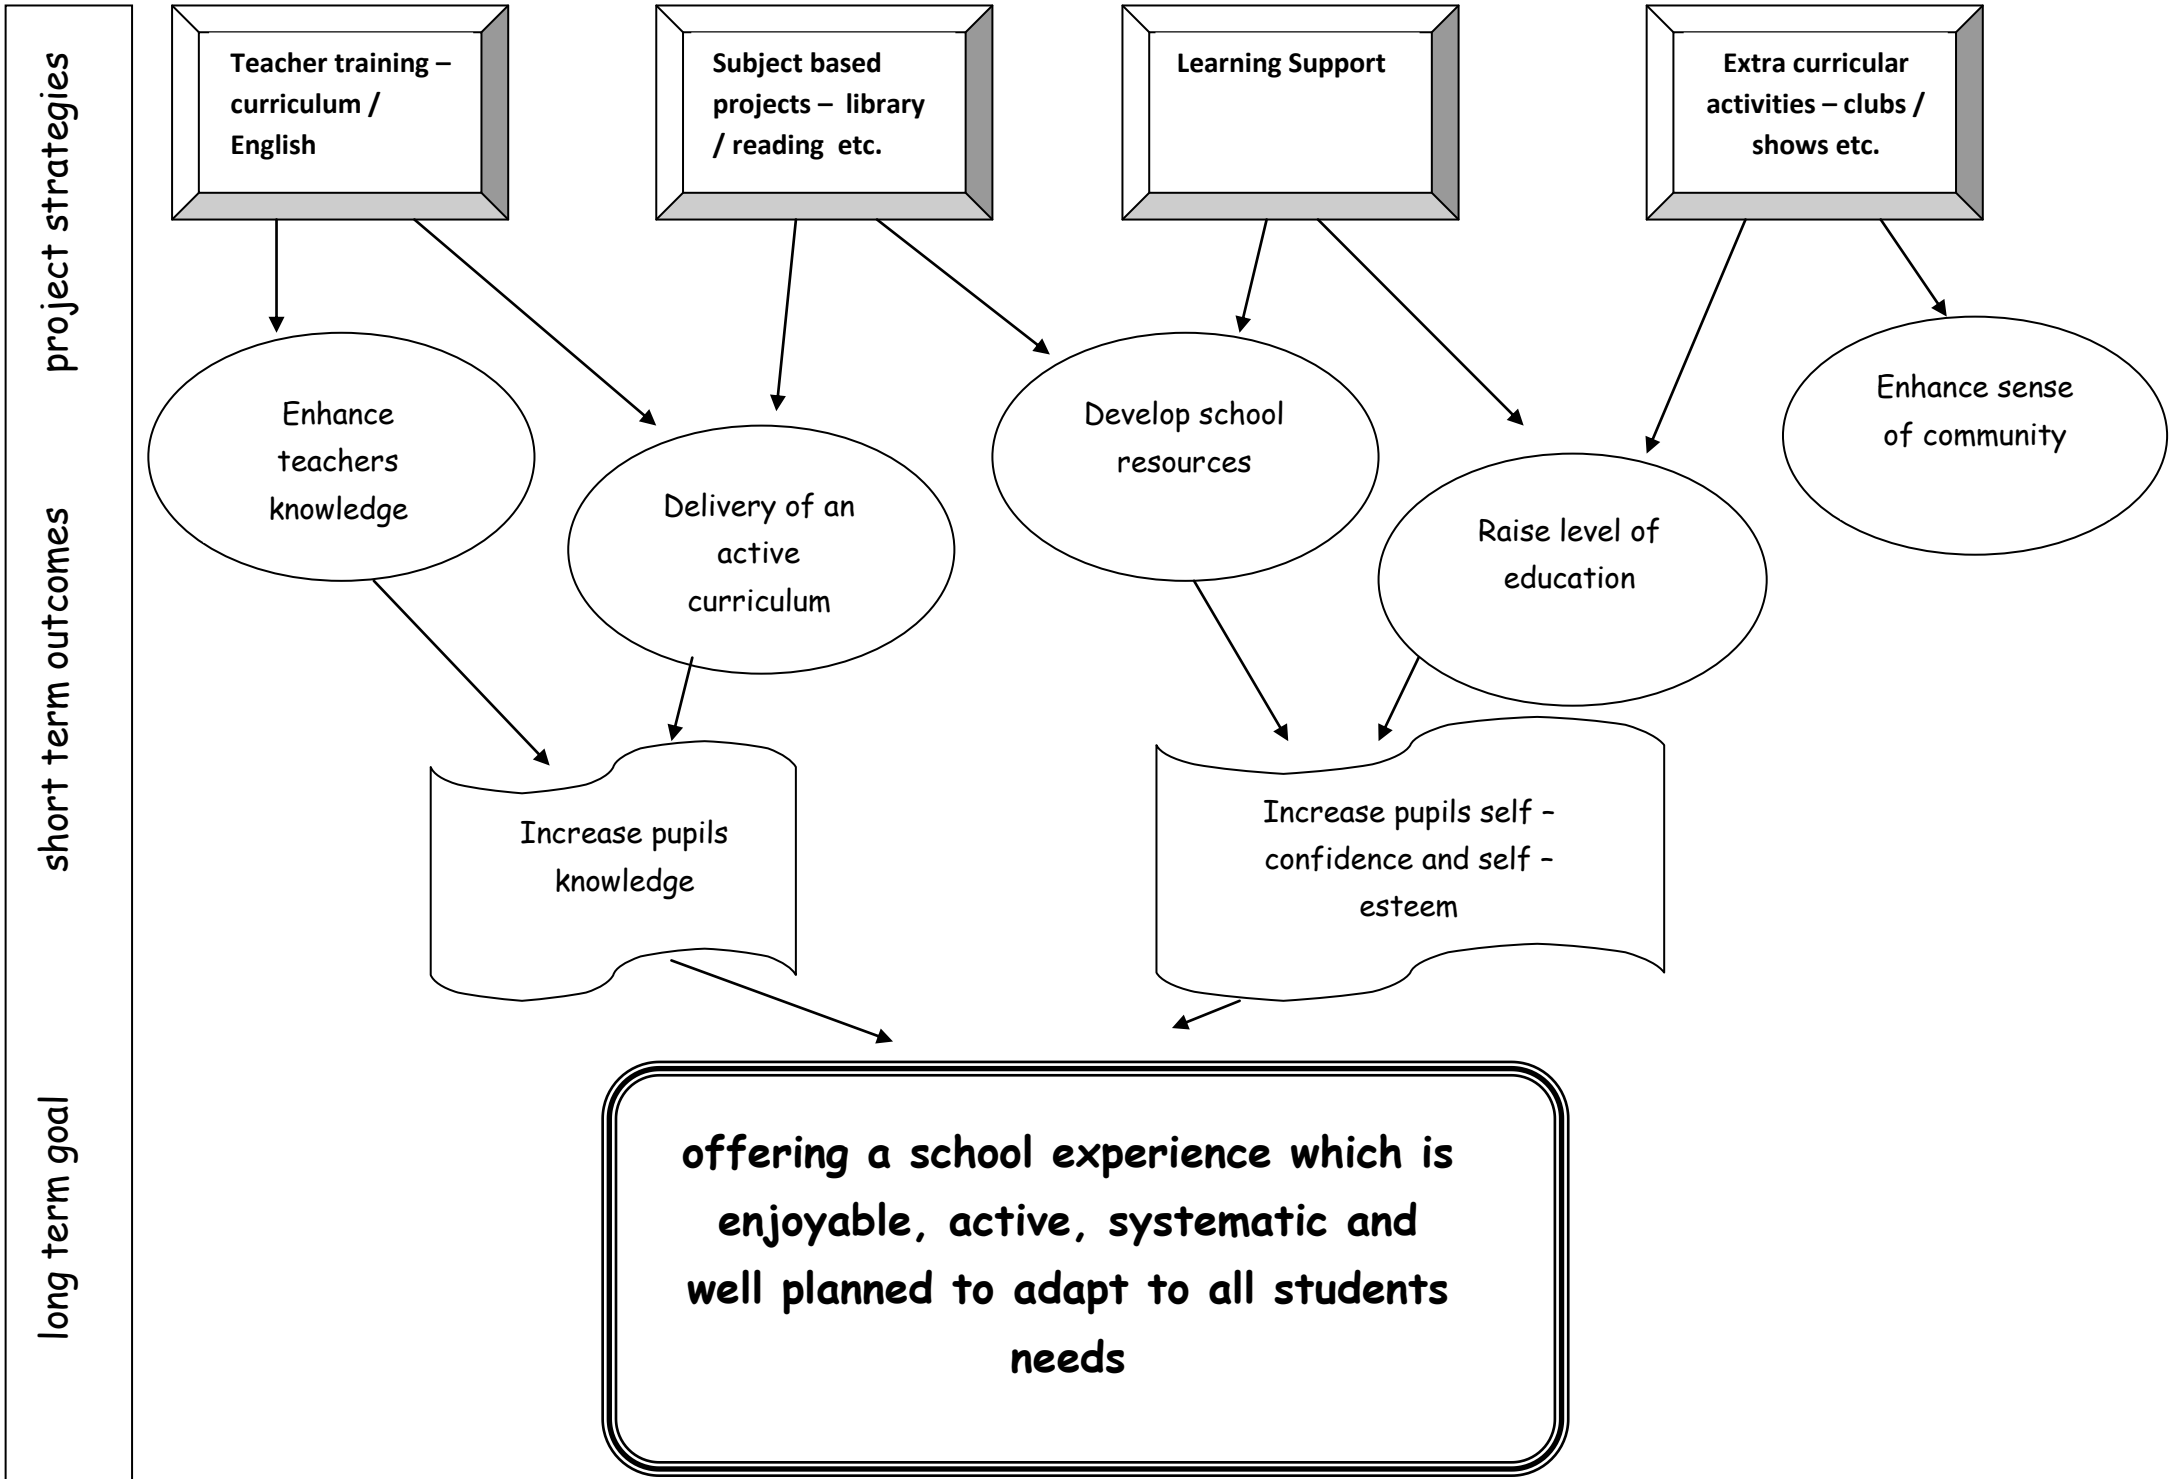 project strategies
short term outcomes
long term goal
Teacher training –
curriculum /
English
Subject based
projects – library
/ reading etc.
Learning Support
Extra curricular
activities – clubs /
shows etc.
Enhance
teachers
knowledge
Delivery of an
active
curriculum
Develop school
resources
Raise level of
education
Enhance sense
of community
Increase pupils
knowledge
Increase pupils self –
confidence and self –
esteem
offering a school experience which is
enjoyable, active, systematic and
well planned to adapt to all students
needs